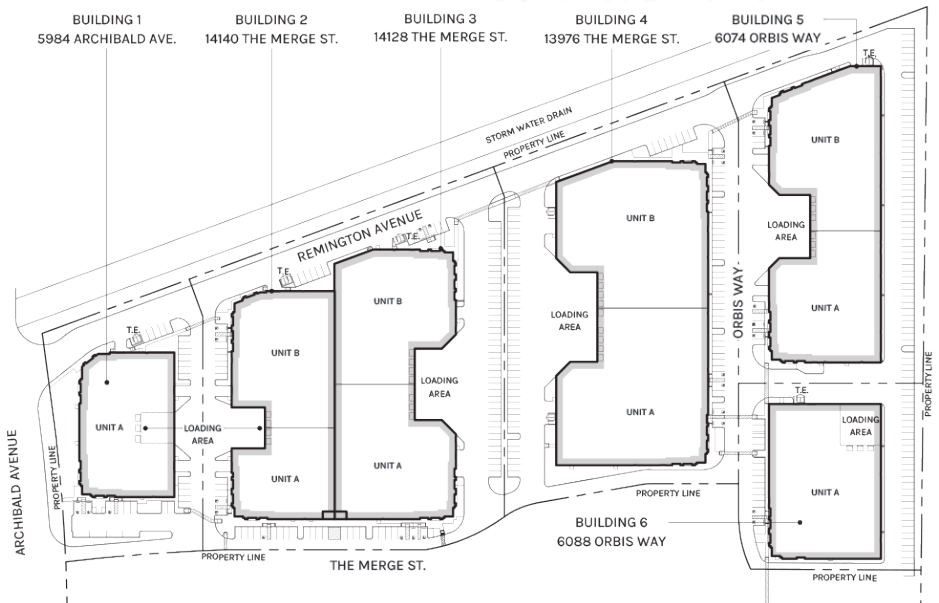 BUILDING 1
5984 ARCHIBALD AVE.
BUILDING 2
14140 THE MERGE ST.
BUILDING 3
14128 THE MERGE ST.
BUILDING 4
13976 THE MERGE ST.
BUILDING 5
6074 ORBIS WAY
T.E.
STORM WATER DRAIN
PROPERTY LINE
UNIT B
UNIT B
LOADING
AREA
REMINGTON AVENUE
T.E.
T.E.
UNIT B
UNIT B
LOADING
AREA
ORBIS WAY
UNIT A
T.E.
LOADING
AREA
PROPERTY LINE
T.E.
UNIT A
UNIT A
LOADING
AREA
LOADING
AREA
ARCHIBALD AVENUE
PROPERTY LINE
UNIT A
UNIT A
UNIT A
PROPERTY LINE
BUILDING 6
6088 ORBIS WAY
PROPERTY LINE
THE MERGE ST.
PROPERTY LINE